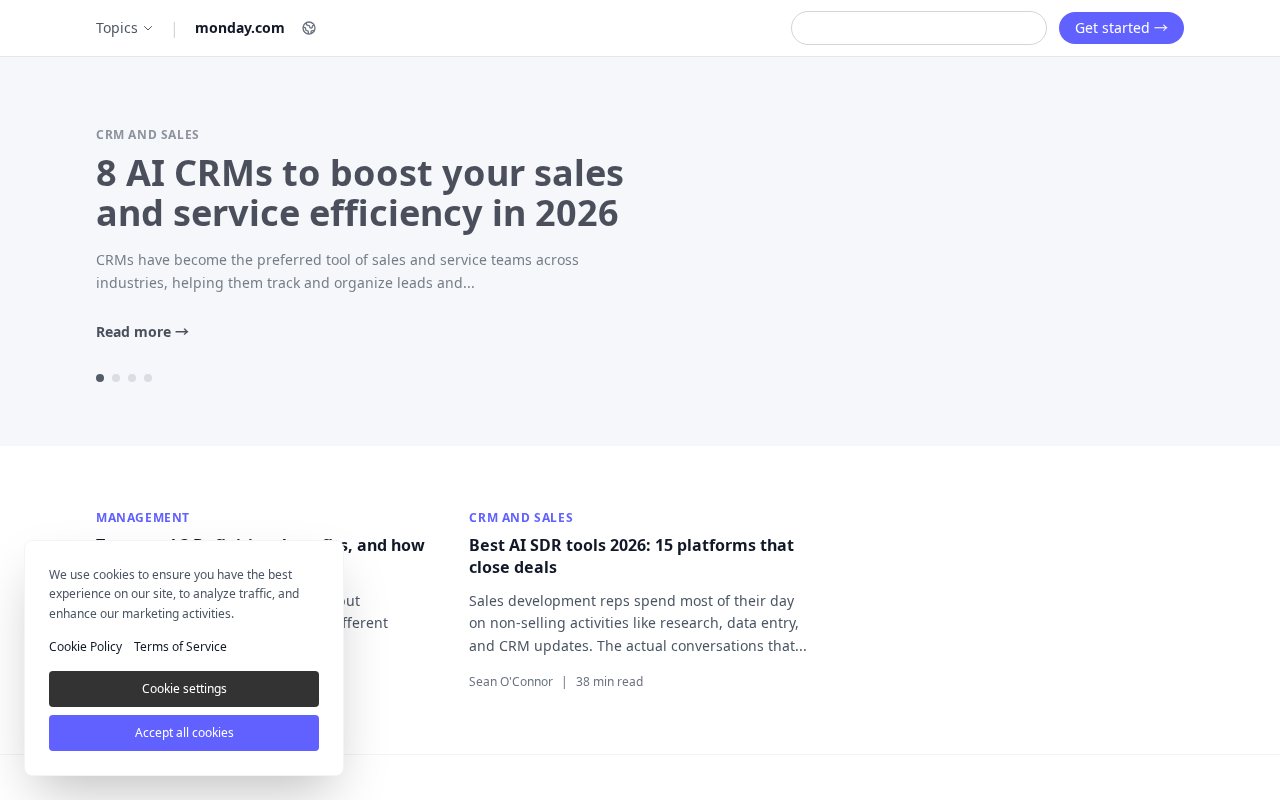 Topics | monday.com
Get started →
CRM AND SALES
8 AI CRMs to boost your sales
and service efficiency in 2026
CRMs have become the preferred tool of sales and service teams across
industries, helping them track and organize leads and...
Read more →
MANAGEMENT
and how
CRM AND SALES
Best AI SDR tools 2026: 15 platforms that
close deals
Sales development reps spend most of their day
on non-selling activities like research, data entry,
and CRM updates. The actual conversations that...
Sean O'Connor | 38 min read
We use cookies to ensure you have the best
experience on our site, to analyze traffic, and
enhance our marketing activities.
Cookie Policy Terms of Service
Cookie settings
Accept all cookies